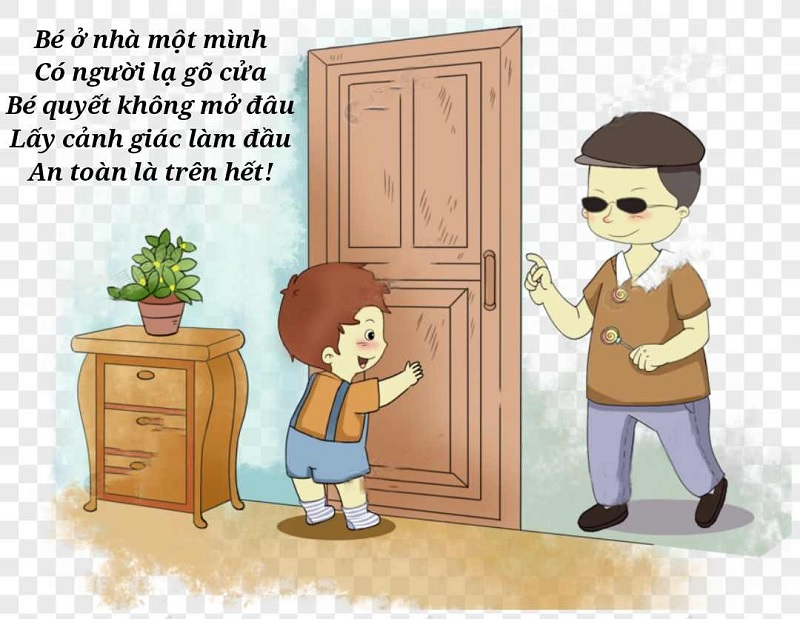 Bé ở nhà một mình
Có người lạ gõ cửa
Bé quyết không mở đâu
Lấy cảnh giác làm đầu
An toàn là trên hết!